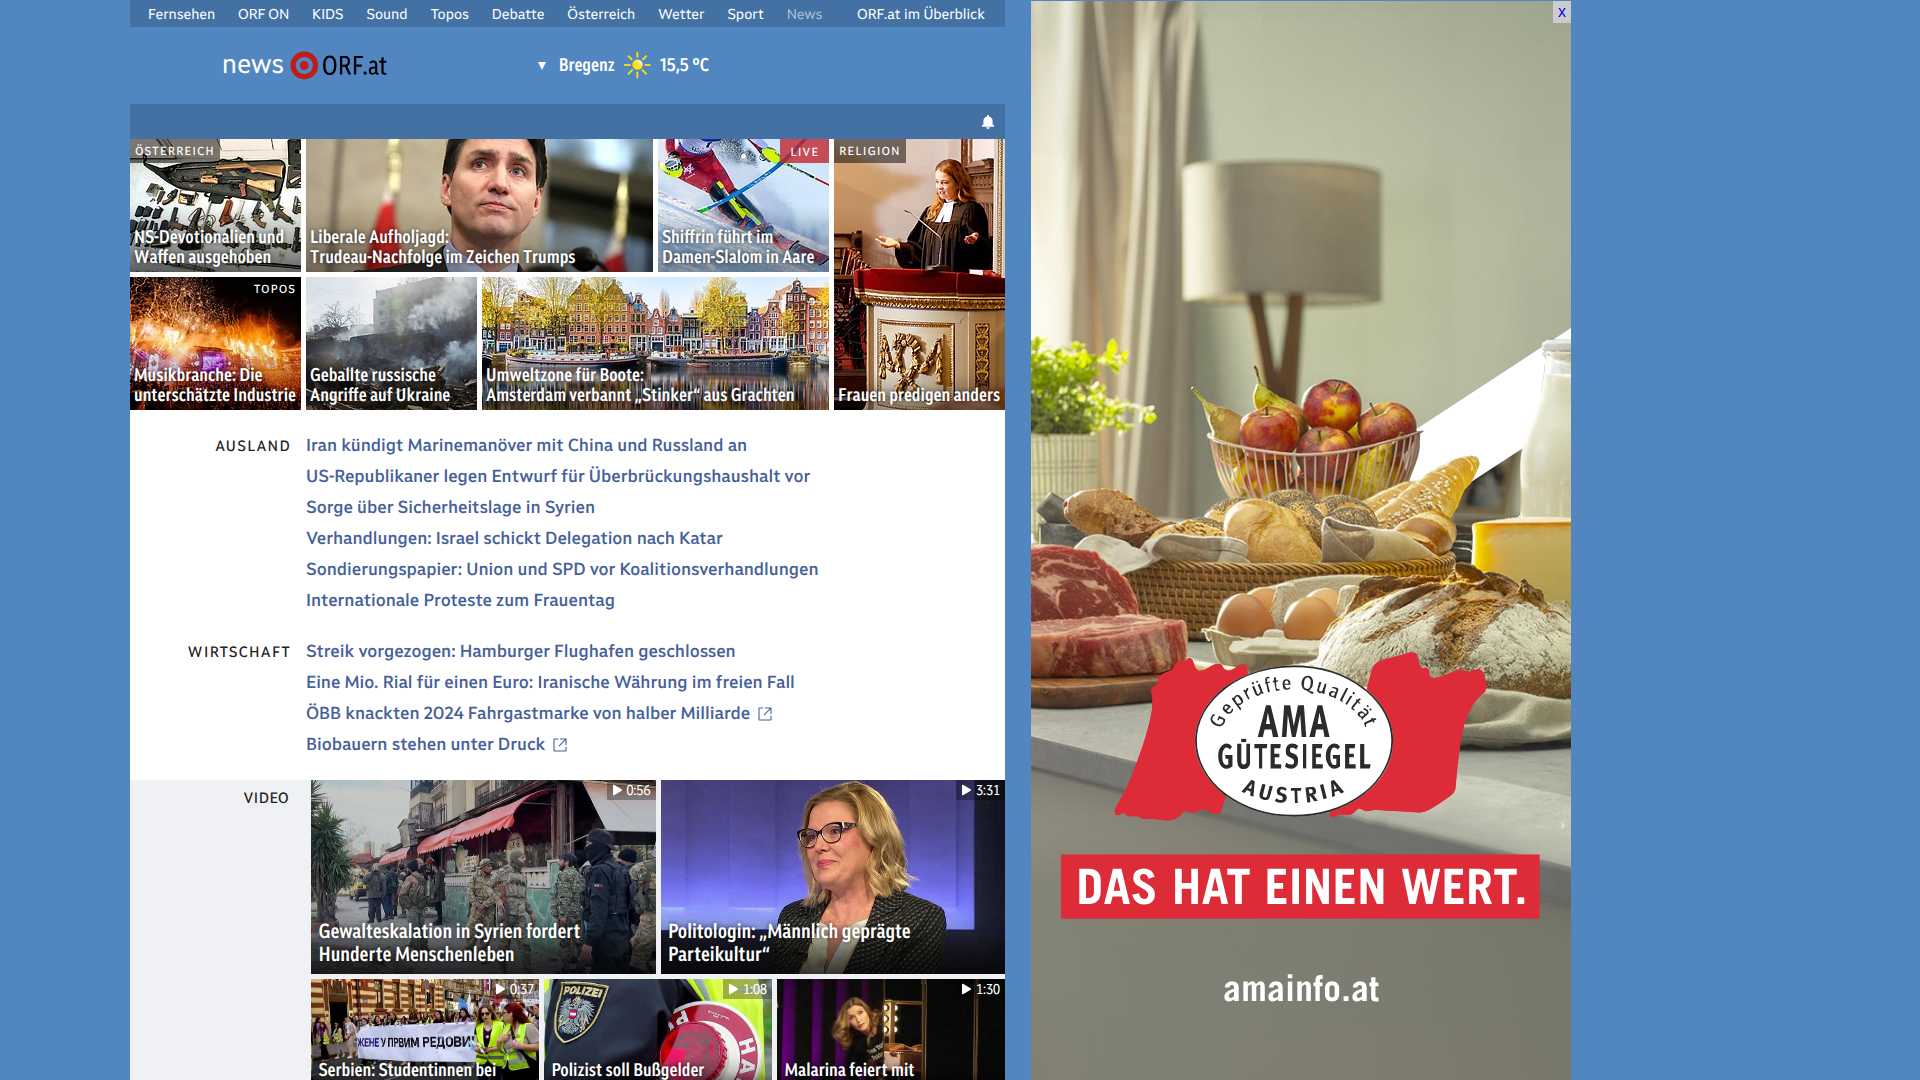 Fernsehen ORF ON KIDS Sound Topos Debatte Österreich Wetter Sport News ORF.at im Überblick
news ORF.at
▼ Bregenz 15,5 °C
ÖSTERREICH
NS-Devotionalien und
Waffen ausgehoben
Liberale Aufholjagd:
Trudeau-Nachfolge im Zeichen Trumps
LIVE
Shiffrin führt im
Damen-Slalom in Aare
RELIGION
Frauen predigen anders
TOPOS
Musikbranche: Die
unterschätzte Industrie
Geballte russische
Angriffe auf Ukraine
Umweltzone für Boote:
Amsterdam verbannt „Stinker“ aus Grachten
AUSLAND
Iran kündigt Marinemanöver mit China und Russland an
US-Republikaner legen Entwurf für Überbrückungshaushalt vor
Sorge über Sicherheitslage in Syrien
Verhandlungen: Israel schickt Delegation nach Katar
Sondierungspapier: Union und SPD vor Koalitionsverhandlungen
Internationale Proteste zum Frauentag
WIRTSCHAFT
Streik vorgezogen: Hamburger Flughafen geschlossen
Eine Mio. Rial für einen Euro: Iranische Währung im freien Fall
ÖBB knackten 2024 Fahrgastmarke von halber Milliarde
Biobauern stehen unter Druck
VIDEO
0:56
Gewalteskalation in Syrien fordert
Hunderte Menschenleben
3:31
Politologin: „Männlich geprägte
Parteikultur“
0:37
ЖЕНЕ У ПРВИМ РЕДОВИ
Serbien: Studentinnen bei
1:08
POLIZEI
Polizist soll Bußgelder
1:30
Malarina feiert mit
X
Geprüfte Qualität
AMA
GÜTESIEGEL
AUSTRIA
DAS HAT EINEN WERT.
amainfo.at